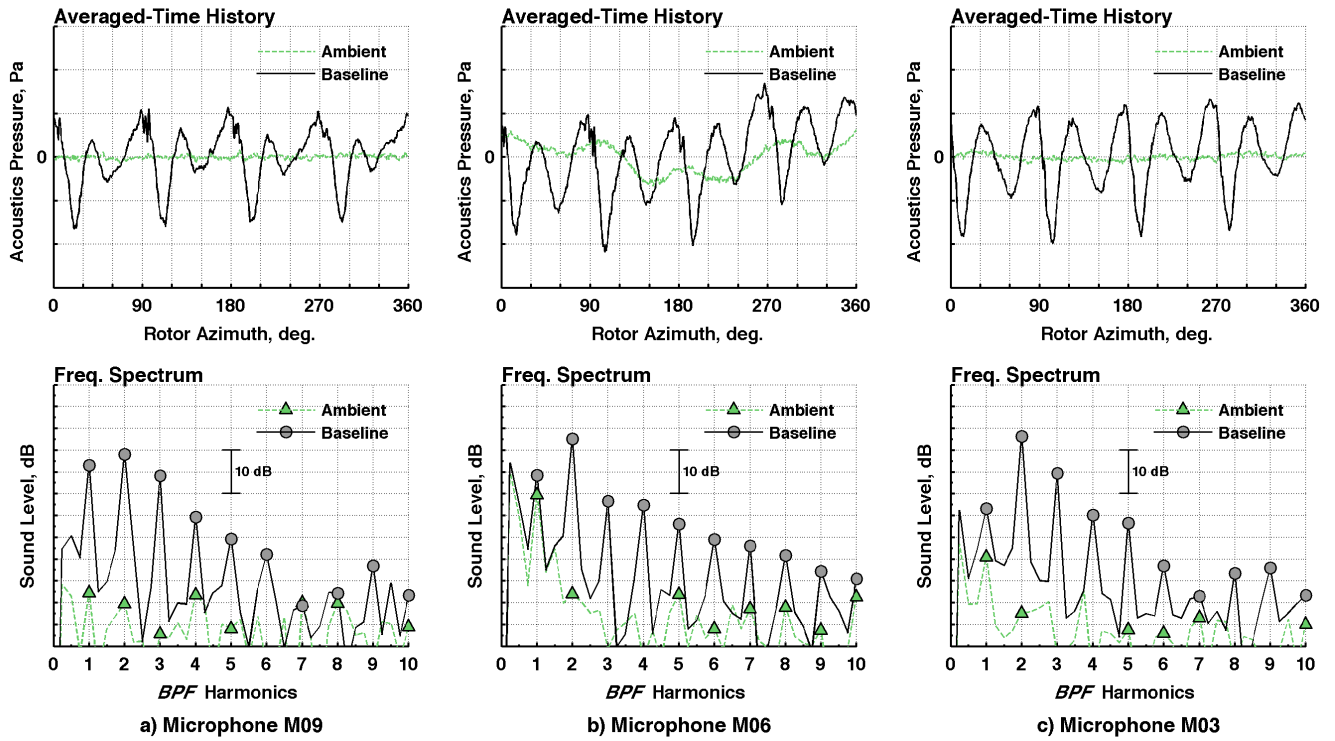 Averaged-Time History
Ambient
Baseline
Acoustics Pressure, Pa
0
0 90 180 270 360
Rotor Azimuth, deg.
Averaged-Time History
Ambient
Baseline
Acoustics Pressure, Pa
0
0 90 180 270 360
Rotor Azimuth, deg.
Averaged-Time History
Ambient
Baseline
Acoustics Pressure, Pa
0
0 90 180 270 360
Rotor Azimuth, deg.
Freq. Spectrum
Ambient
Baseline
10 dB
Sound Level, dB
0 1 2 3 4 5 6 7 8 9 10
BPF Harmonics
a) Microphone M09
Freq. Spectrum
Ambient
Baseline
10 dB
Sound Level, dB
0 1 2 3 4 5 6 7 8 9 10
BPF Harmonics
b) Microphone M06
Freq. Spectrum
Ambient
Baseline
10 dB
Sound Level, dB
0 1 2 3 4 5 6 7 8 9 10
BPF Harmonics
c) Microphone M03